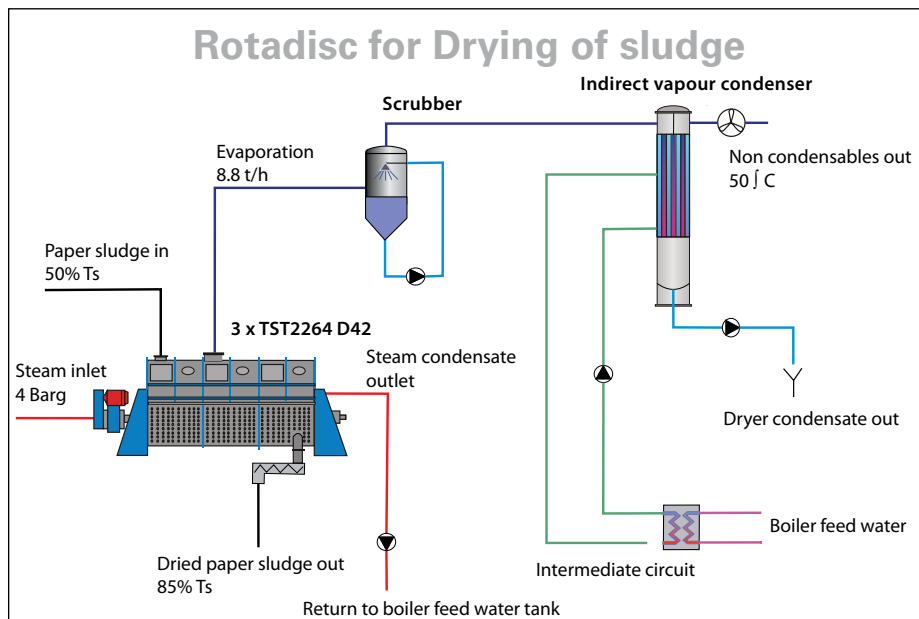 Rotadisc for Drying of sludge
Indirect vapour condenser
Scrubber
Evaporation
8.8 t/h
Non condensables out
50 ∫ C
Paper sludge in
50% Ts
3 x TST2264 D42
Steam inlet
4 Barg
Steam condensate
outlet
Dryer condensate out
Boiler feed water
Dried paper sludge out
85% Ts
Intermediate circuit
Return to boiler feed water tank